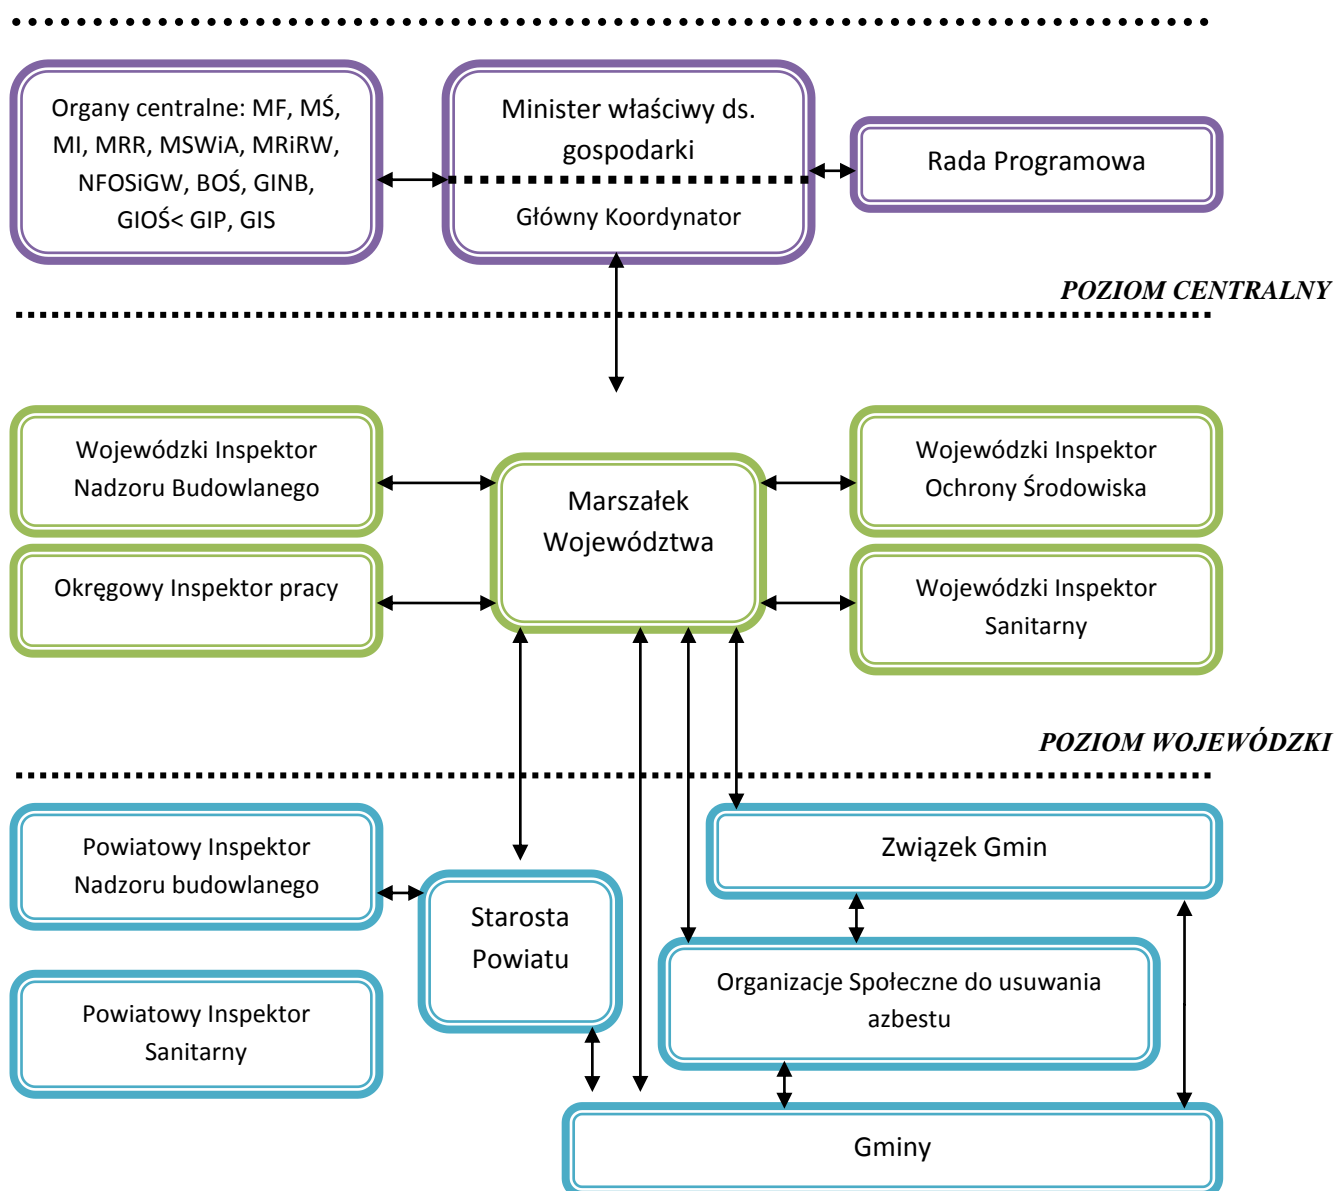 Organy centralne: MF, MŚ,
MI, MRR, MSWiA, MRiRW,
NFOSiGW, BOŚ, GINB,
GIOŚ< GIP, GIS
Minister właściwy ds.
gospodarki
Główny Koordynator
Rada Programowa
POZIOM CENTRALNY
Wojewódzki Inspektor
Nadzoru Budowlanego
Okręgowy Inspektor pracy
Marszałek
Województwa
Wojewódzki Inspektor
Ochrony Środowiska
Wojewódzki Inspektor
Sanitarny
POZIOM WOJEWÓDZKI
Powiatowy Inspektor
Nadzoru budowlanego
Powiatowy Inspektor
Sanitarny
Starosta
Powiatu
Związek Gmin
Organizacje Społeczne do usuwania
azbestu
Gminy